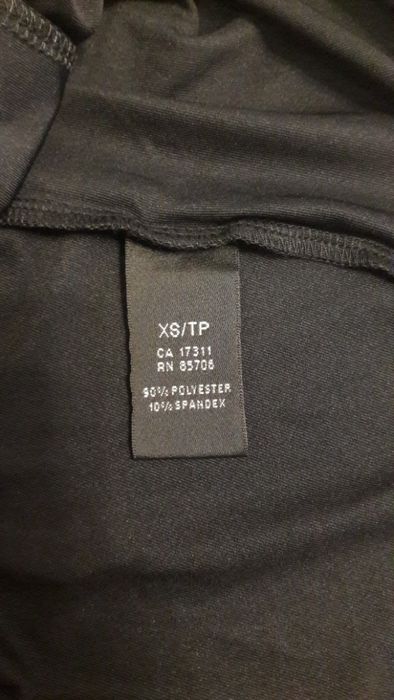 XS/TP
CA 17311
RN 85706
90% POLYESTER
10% SPANDEX